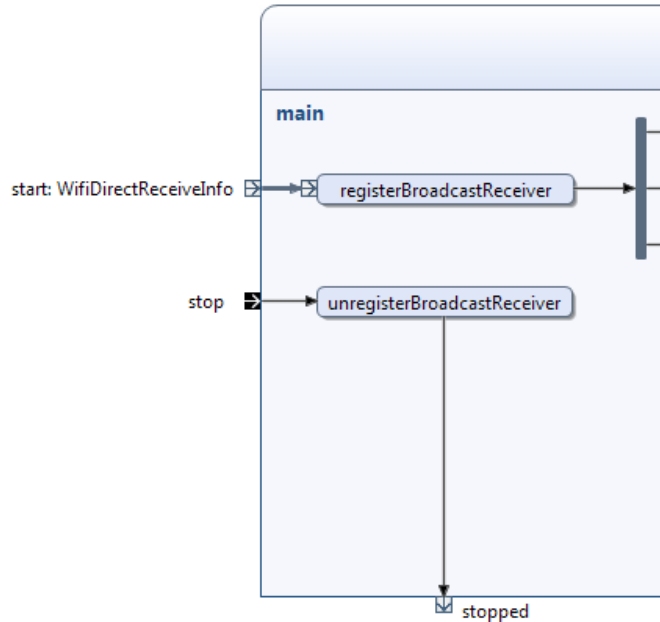 main
start: WifiDirectReceiveInfo
registerBroadcastReceiver
stop
unregisterBroadcastReceiver
stopped